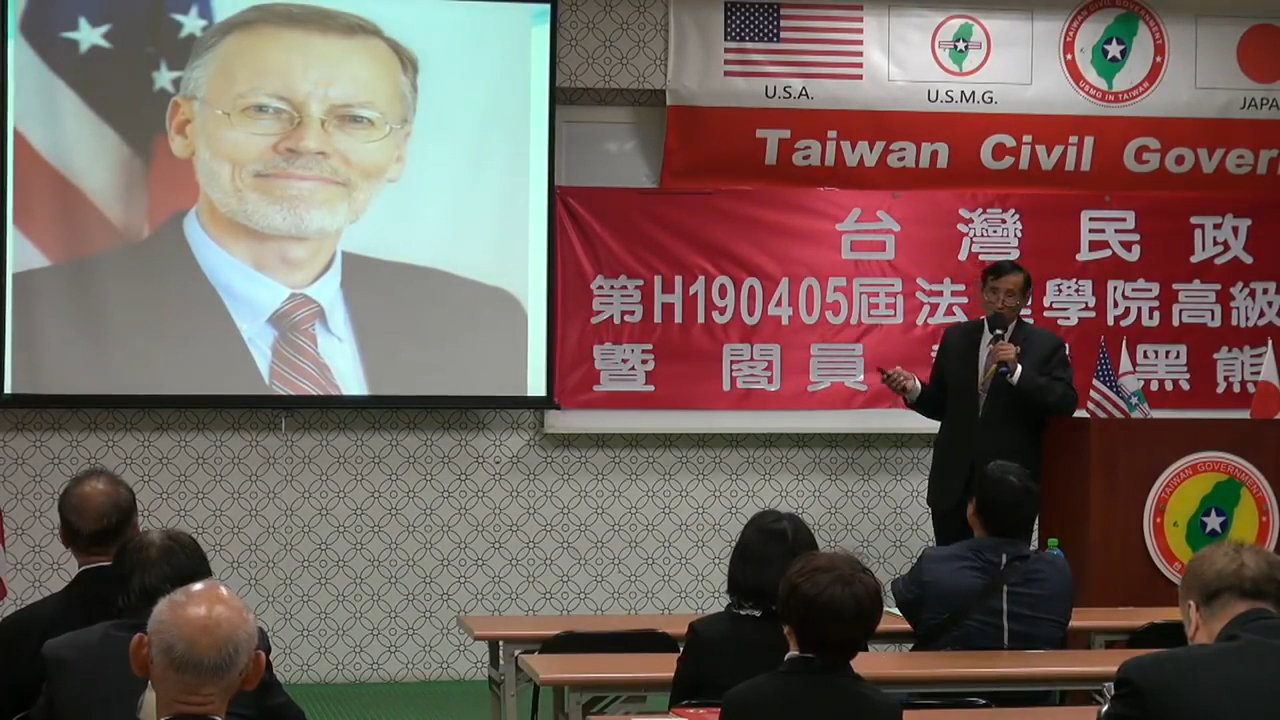 U.S.A.
U.S.M.G.
TAIWAN CIVIL GOVERNMENT
USMG IN TAIWAN
JAPA
Taiwan Civil Gover
台灣民政
第H190405屆法 學院高級
暨 閣員 黑熊
TAIWAN GOVERNMENT